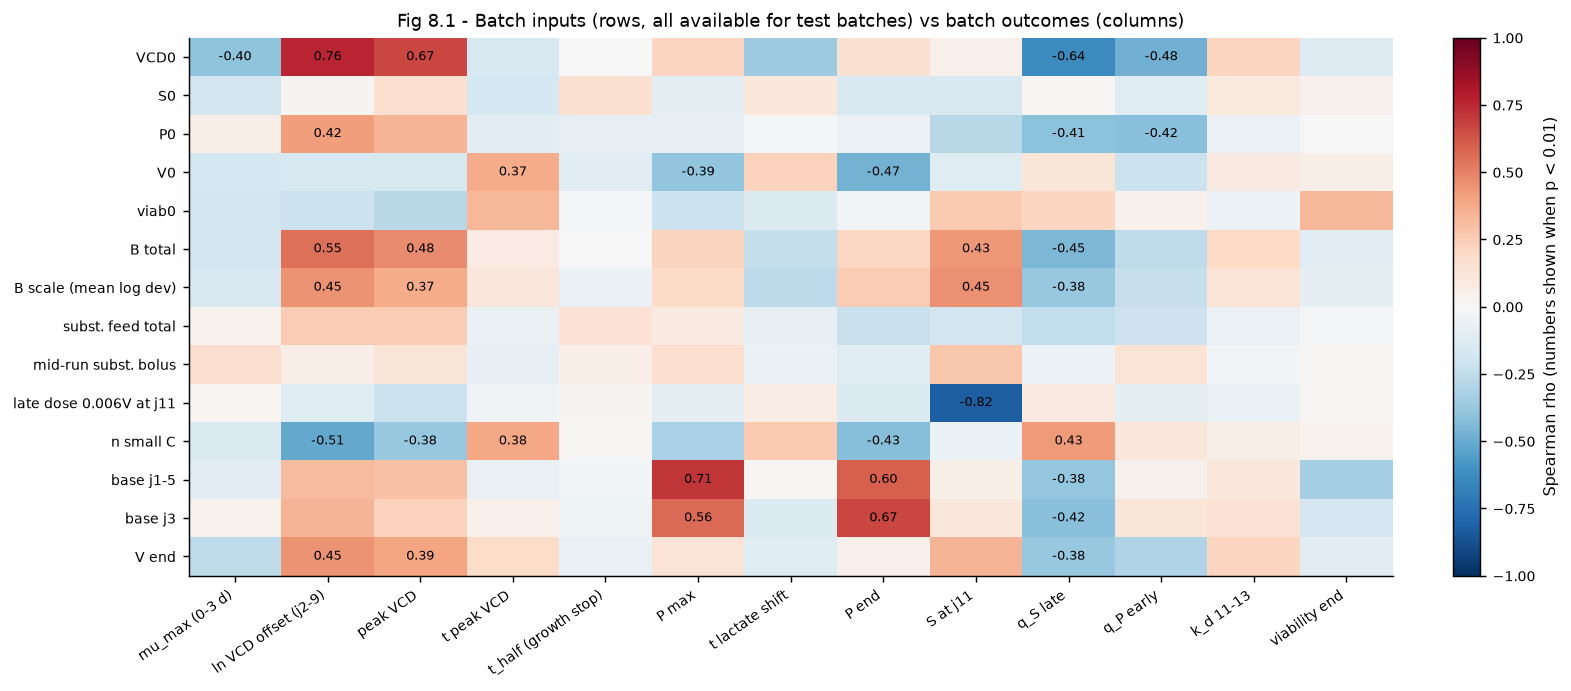 Fig 8.1 - Batch inputs (rows, all available for test batches) vs batch outcomes (columns)
VCD0 -0.40 0.76 0.67 -0.64 -0.48
S0
P0 0.42 -0.41 -0.42
V0 0.37 -0.39 -0.47
viab0
B total 0.55 0.48 0.43 -0.45
B scale (mean log dev) 0.45 0.37 0.45 -0.38
subst. feed total
mid-run subst. bolus
late dose 0.006V at j11 -0.82
n small C -0.51 -0.38 0.38 -0.43 0.43
base j1-5 0.71 0.60 -0.38
base j3 0.56 0.67 -0.42
V end 0.45 0.39 -0.38
mu_max (0-3 d)
ln VCD offset (j2-9)
peak VCD
t peak VCD
t_half (growth stop)
P max
t lactate shift
P end
S at j11
q_S late
q_P early
k_d 11-13
viability end
1.00
0.75
0.50
0.25
0.00
−0.25
−0.50
−0.75
−1.00
Spearman rho (numbers shown when p < 0.01)